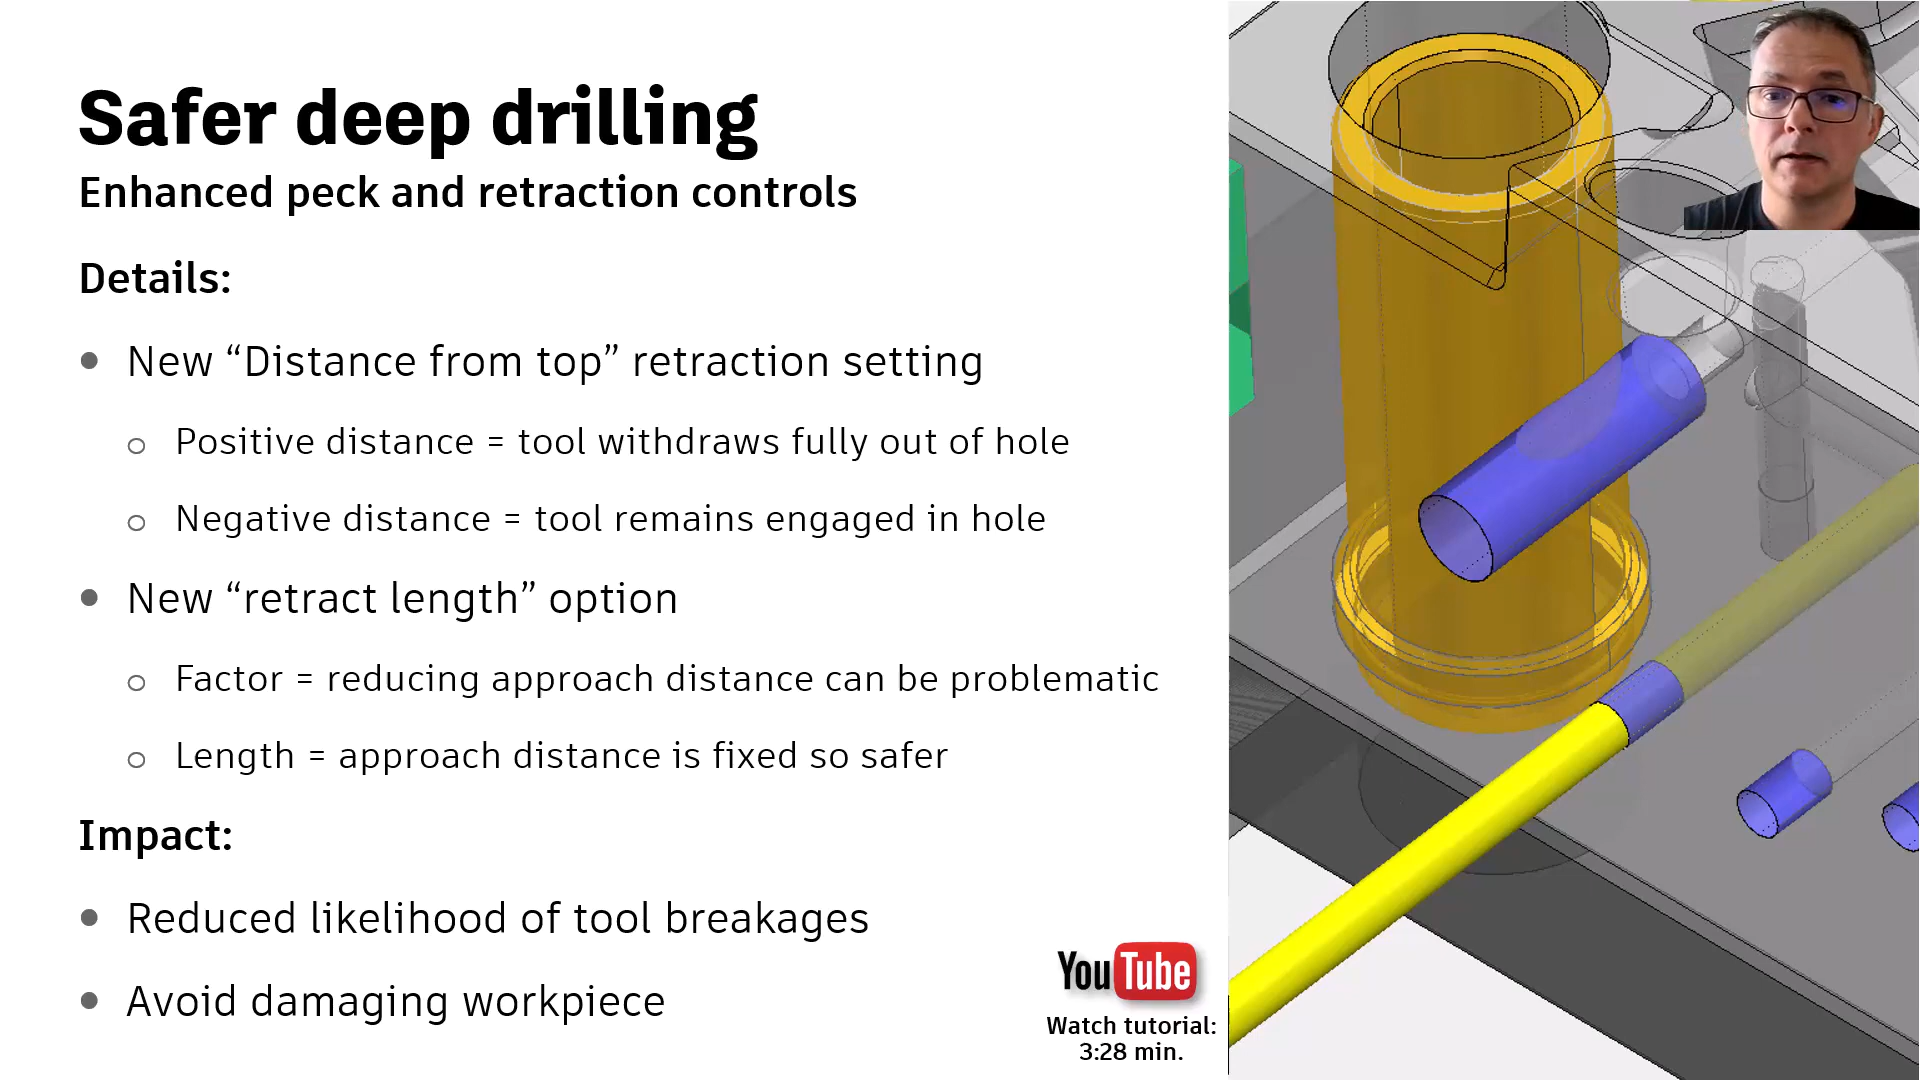 Safer deep drilling
Enhanced peck and retraction controls
Details:
New “Distance from top” retraction setting
Positive distance = tool withdraws fully out of hole
Negative distance = tool remains engaged in hole
New “retract length” option
Factor = reducing approach distance can be problematic
Length = approach distance is fixed so safer
Impact:
Reduced likelihood of tool breakages
Avoid damaging workpiece
YouTube
Watch tutorial:
3:28 min.